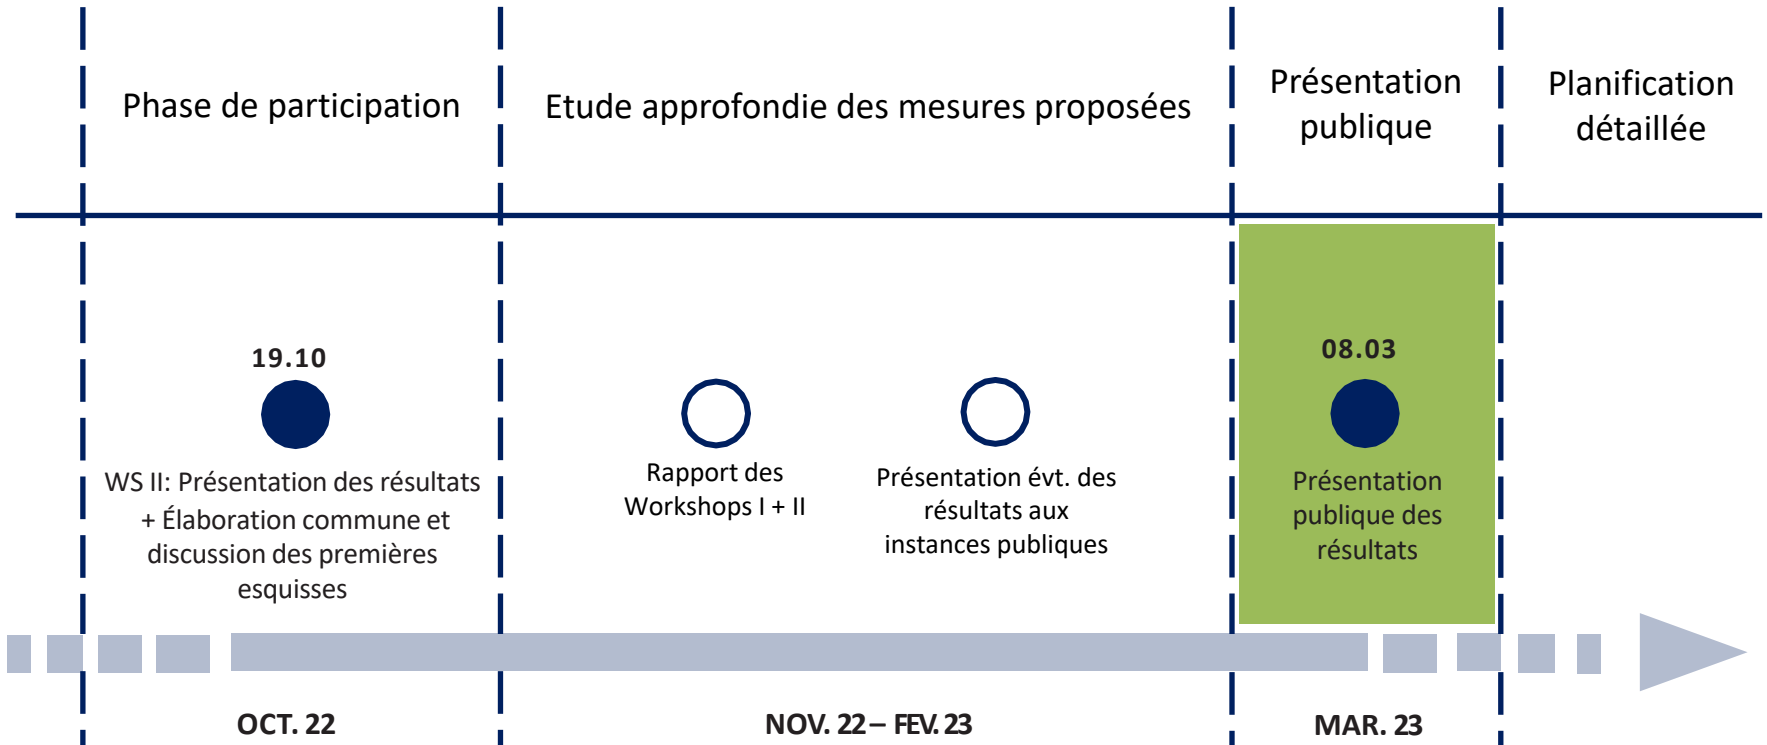 Phase de participation
Etude approfondie des mesures proposées
Présentation
publique
Planification
détaillée
19.10
WS II: Présentation des résultats
+ Élaboration commune et
discussion des premières
esquisses
Rapport des
Workshops I + II
Présentation évt. des
résultats aux
instances publiques
08.03
Présentation
publique des
résultats
OCT. 22
NOV. 22 – FEV. 23
MAR. 23